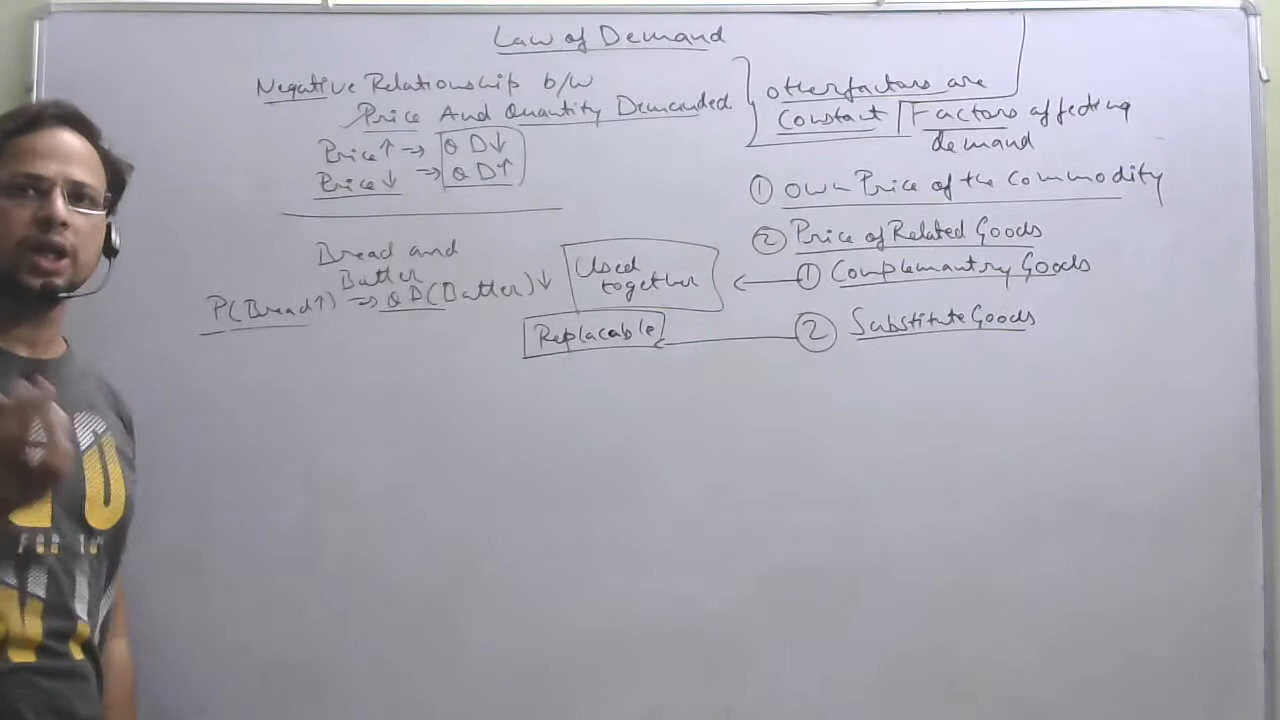 Law of Demand
Negative Relationship b/w
Price And Quantity Demanded
Price ↑ → Q D ↓
Price ↓ → Q D ↑
other factors are
Constant
Factors affecting
demand
① Own Price of the Commodity
② Price of Related Goods
① Complemantry Goods
② Substitute Goods
Used
together
Replacable
Bread and
Butter
P(Bread↑) ⇒ Q D(Butter)↓
FOR